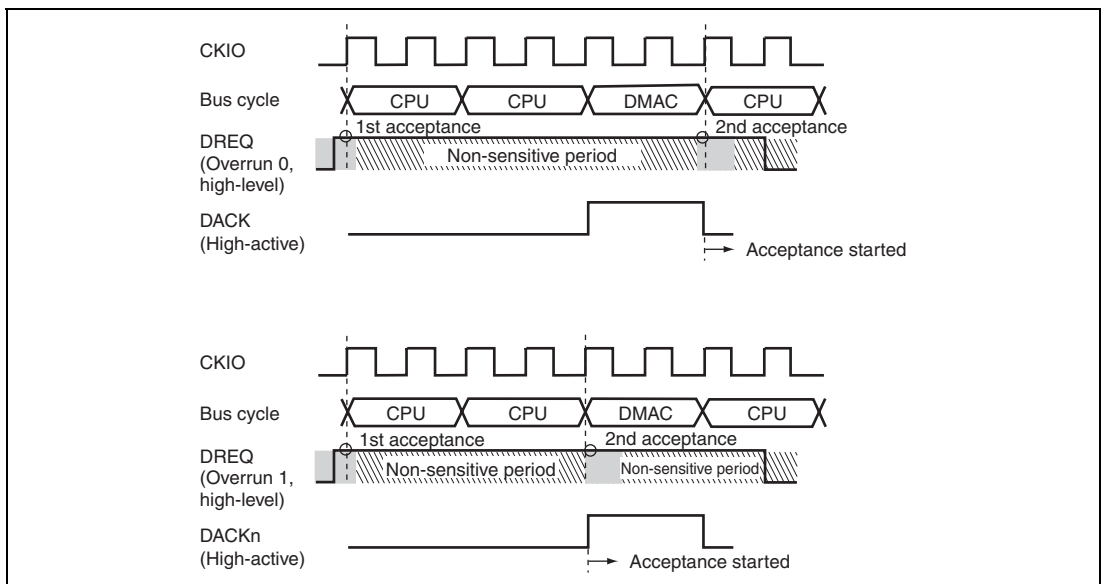 CKIO
Bus cycle CPU CPU DMAC CPU
1st acceptance 2nd acceptance
DREQ
(Overrun 0,
high-level)
Non-sensitive period
DACK
(High-active)
Acceptance started
CKIO
Bus cycle CPU CPU DMAC CPU
1st acceptance 2nd acceptance
DREQ
(Overrun 1,
high-level)
Non-sensitive period Non-sensitive period
DACKn
(High-active)
Acceptance started